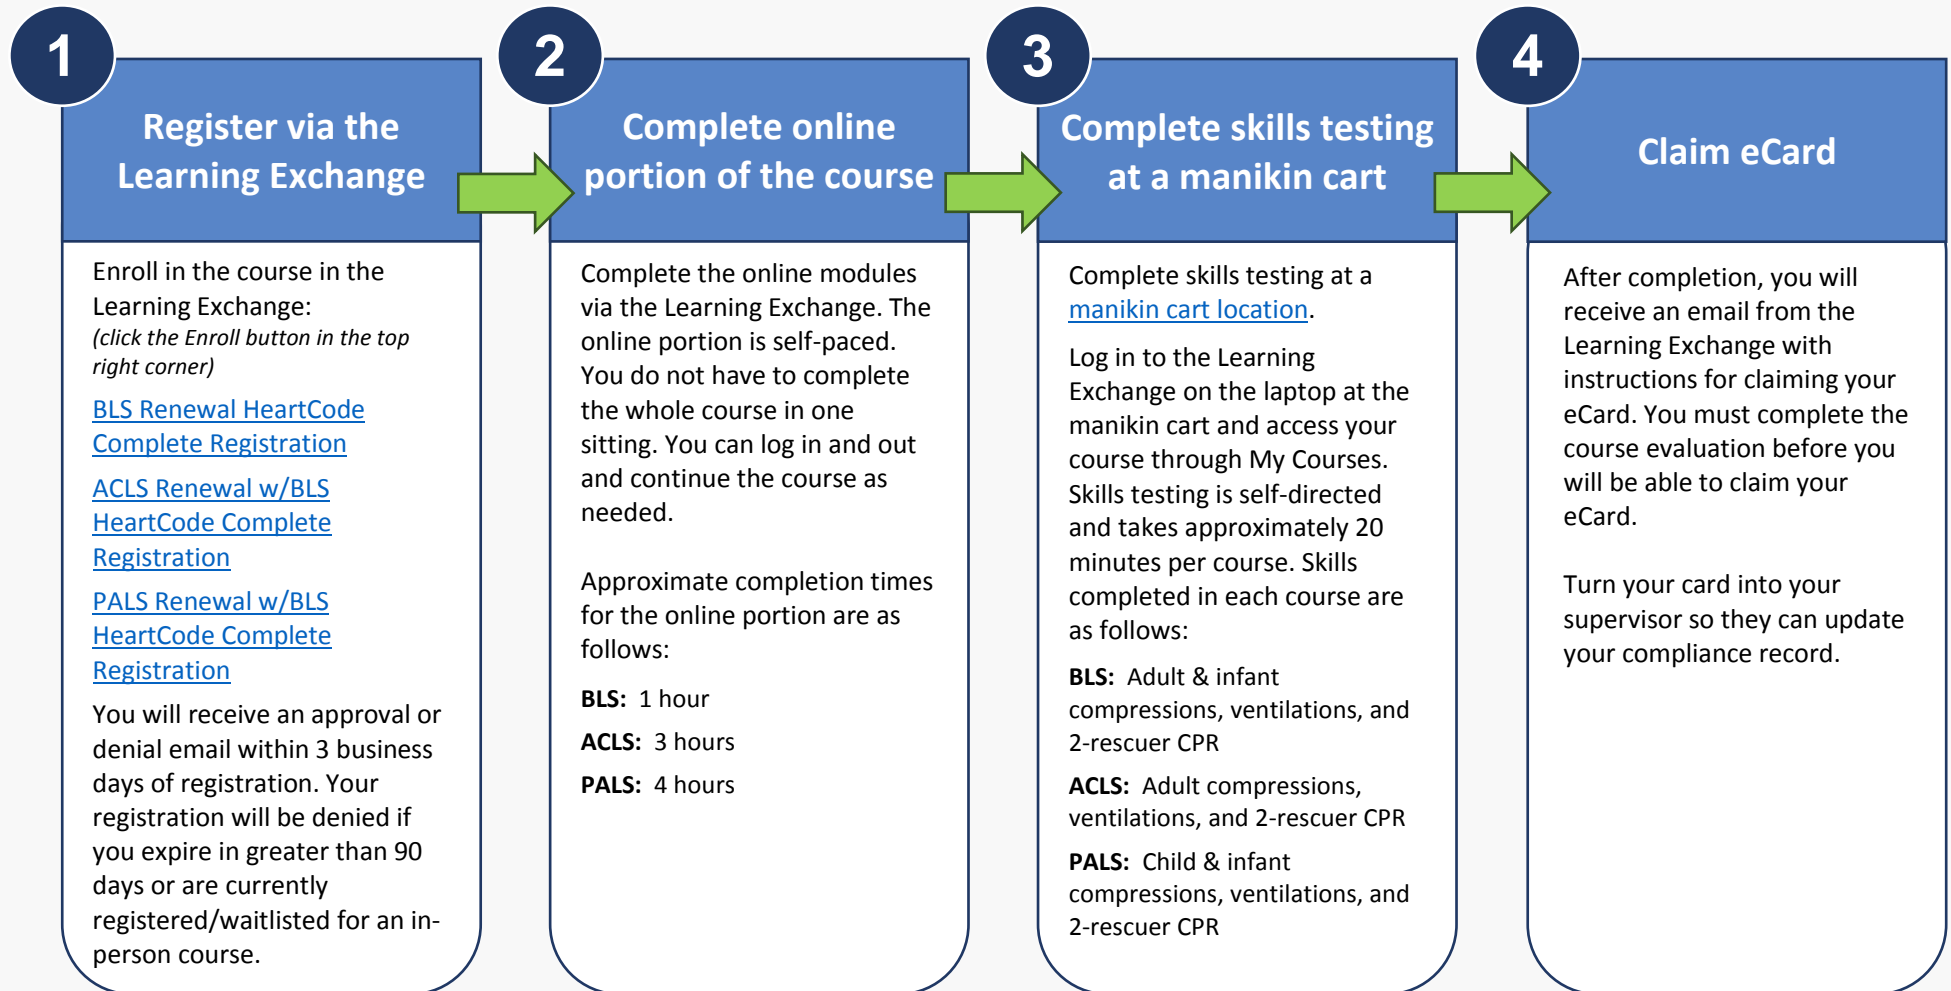 1
Register via the
Learning Exchange
Enroll in the course in the
Learning Exchange:
(click the Enroll button in the top
right corner)
BLS Renewal HeartCode
Complete Registration
ACLS Renewal w/BLS
HeartCode Complete
Registration
PALS Renewal w/BLS
HeartCode Complete
Registration
You will receive an approval or
denial email within 3 business
days of registration. Your
registration will be denied if
you expire in greater than 90
days or are currently
registered/waitlisted for an in-
person course.
2
Complete online
portion of the course
Complete the online modules
via the Learning Exchange. The
online portion is self-paced.
You do not have to complete
the whole course in one
sitting. You can log in and out
and continue the course as
needed.
Approximate completion times
for the online portion are as
follows:
BLS: 1 hour
ACLS: 3 hours
PALS: 4 hours
3
Complete skills testing
at a manikin cart
Complete skills testing at a
manikin cart location.
Log in to the Learning
Exchange on the laptop at the
manikin cart and access your
course through My Courses.
Skills testing is self-directed
and takes approximately 20
minutes per course. Skills
completed in each course are
as follows:
BLS: Adult & infant
compressions, ventilations, and
2-rescuer CPR
ACLS: Adult compressions,
ventilations, and 2-rescuer CPR
PALS: Child & infant
compressions, ventilations, and
2-rescuer CPR
4
Claim eCard
After completion, you will
receive an email from the
Learning Exchange with
instructions for claiming your
eCard. You must complete the
course evaluation before you
will be able to claim your
eCard.
Turn your card into your
supervisor so they can update
your compliance record.